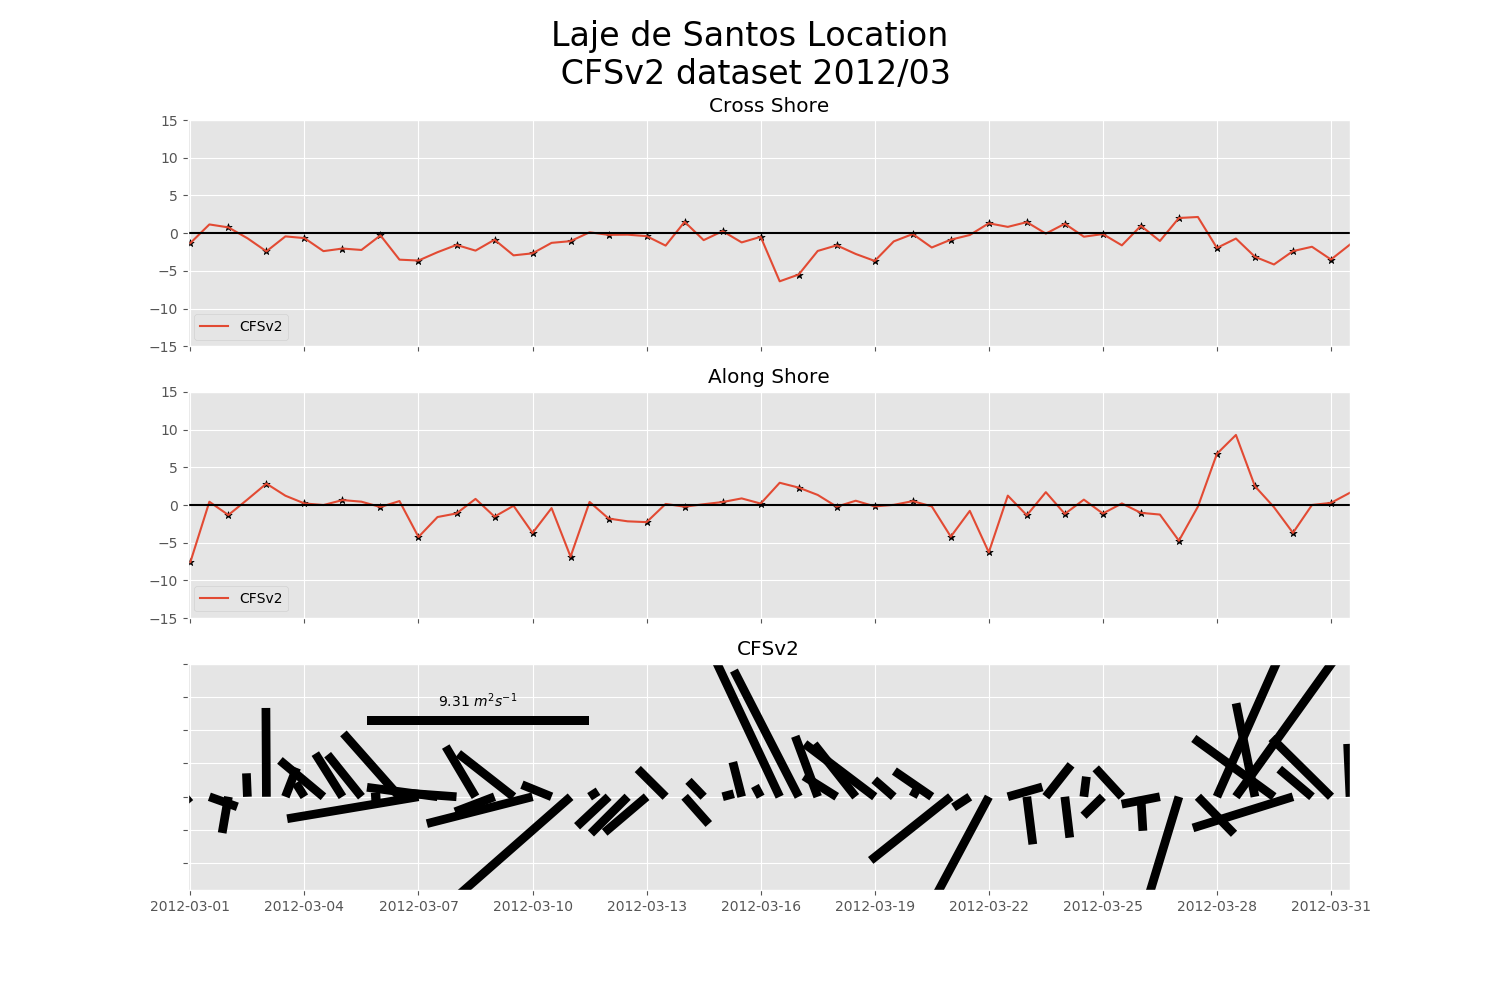 Laje de Santos Location
CFSv2 dataset 2012/03
Cross Shore
15
10
5
0
−5
−10
−15
CFSv2
Along Shore
15
10
5
0
−5
−10
−15
CFSv2
CFSv2
9.31 m²s⁻¹
2012-03-01 2012-03-04 2012-03-07 2012-03-10 2012-03-13 2012-03-16 2012-03-19 2012-03-22 2012-03-25 2012-03-28 2012-03-31